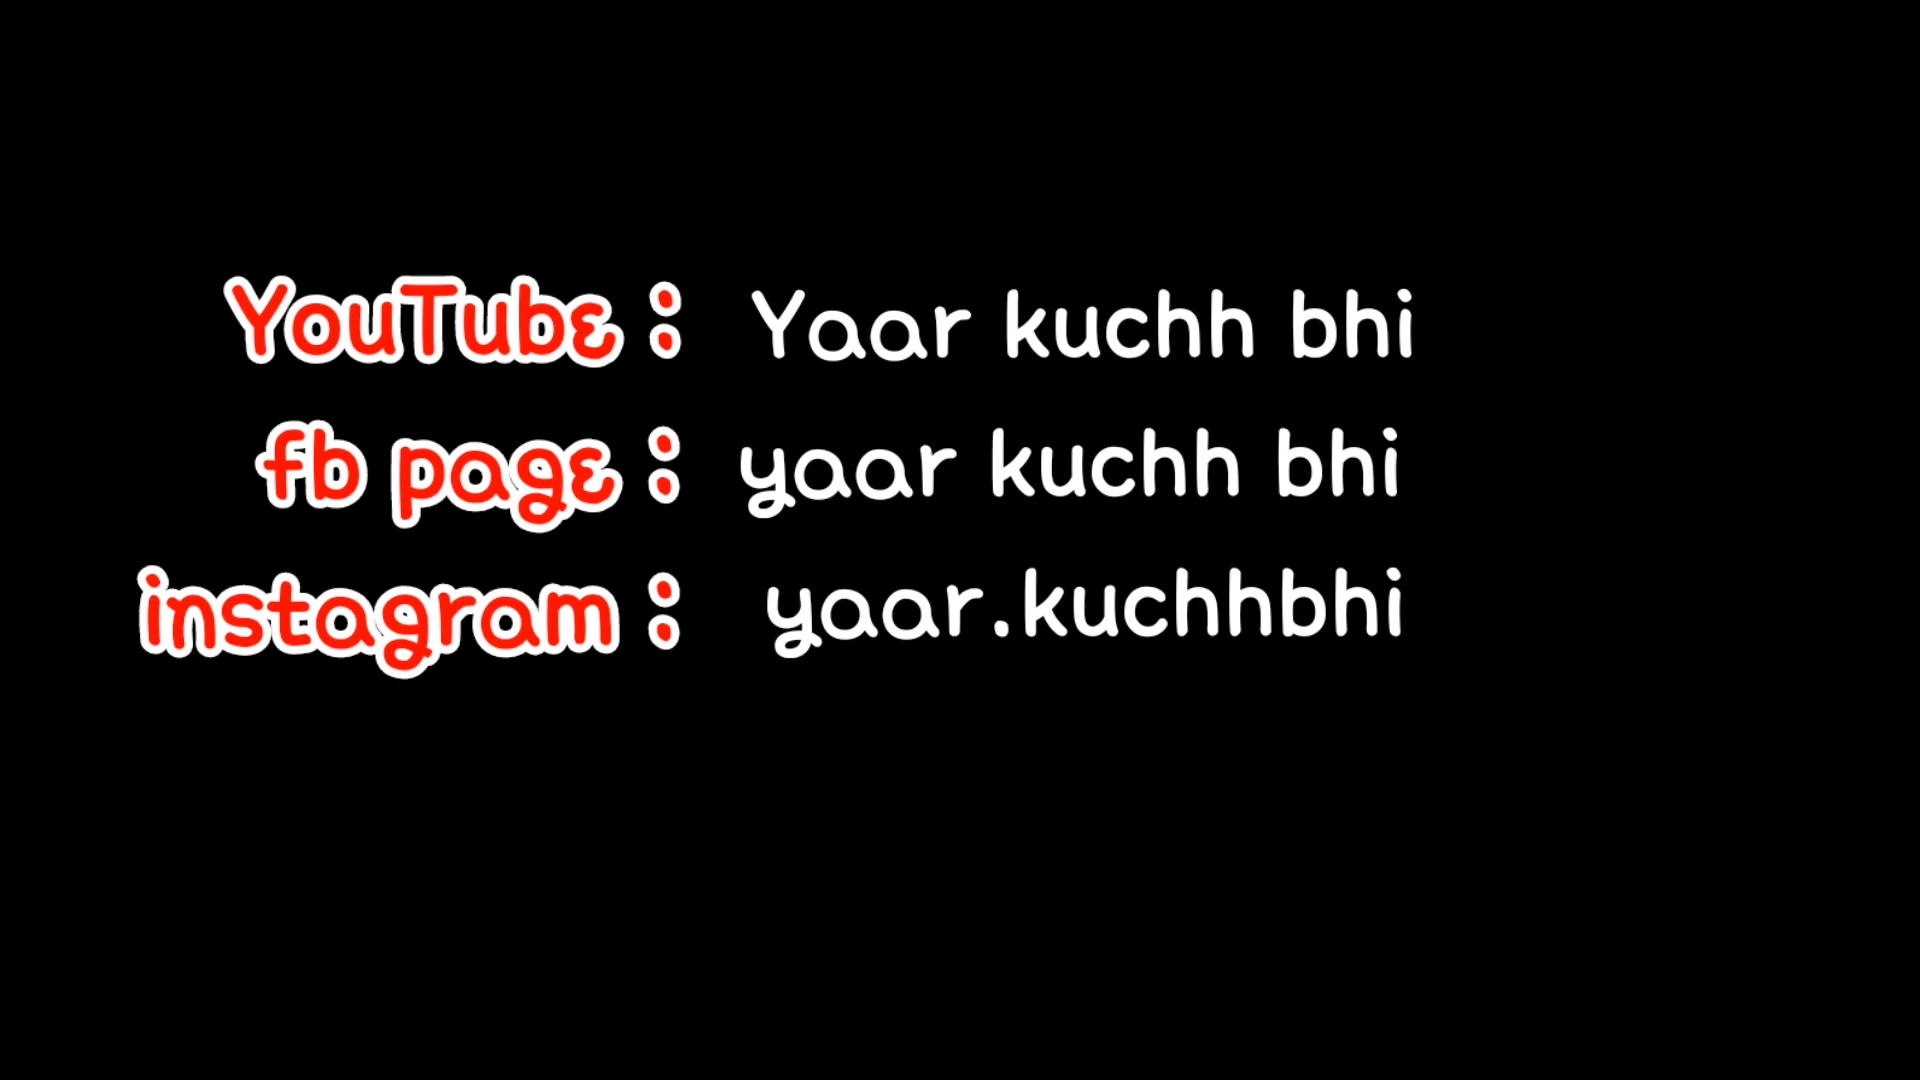 YouTube : Yaar kuchh bhi
fb page : yaar kuchh bhi
instagram : yaar.kuchhbhi